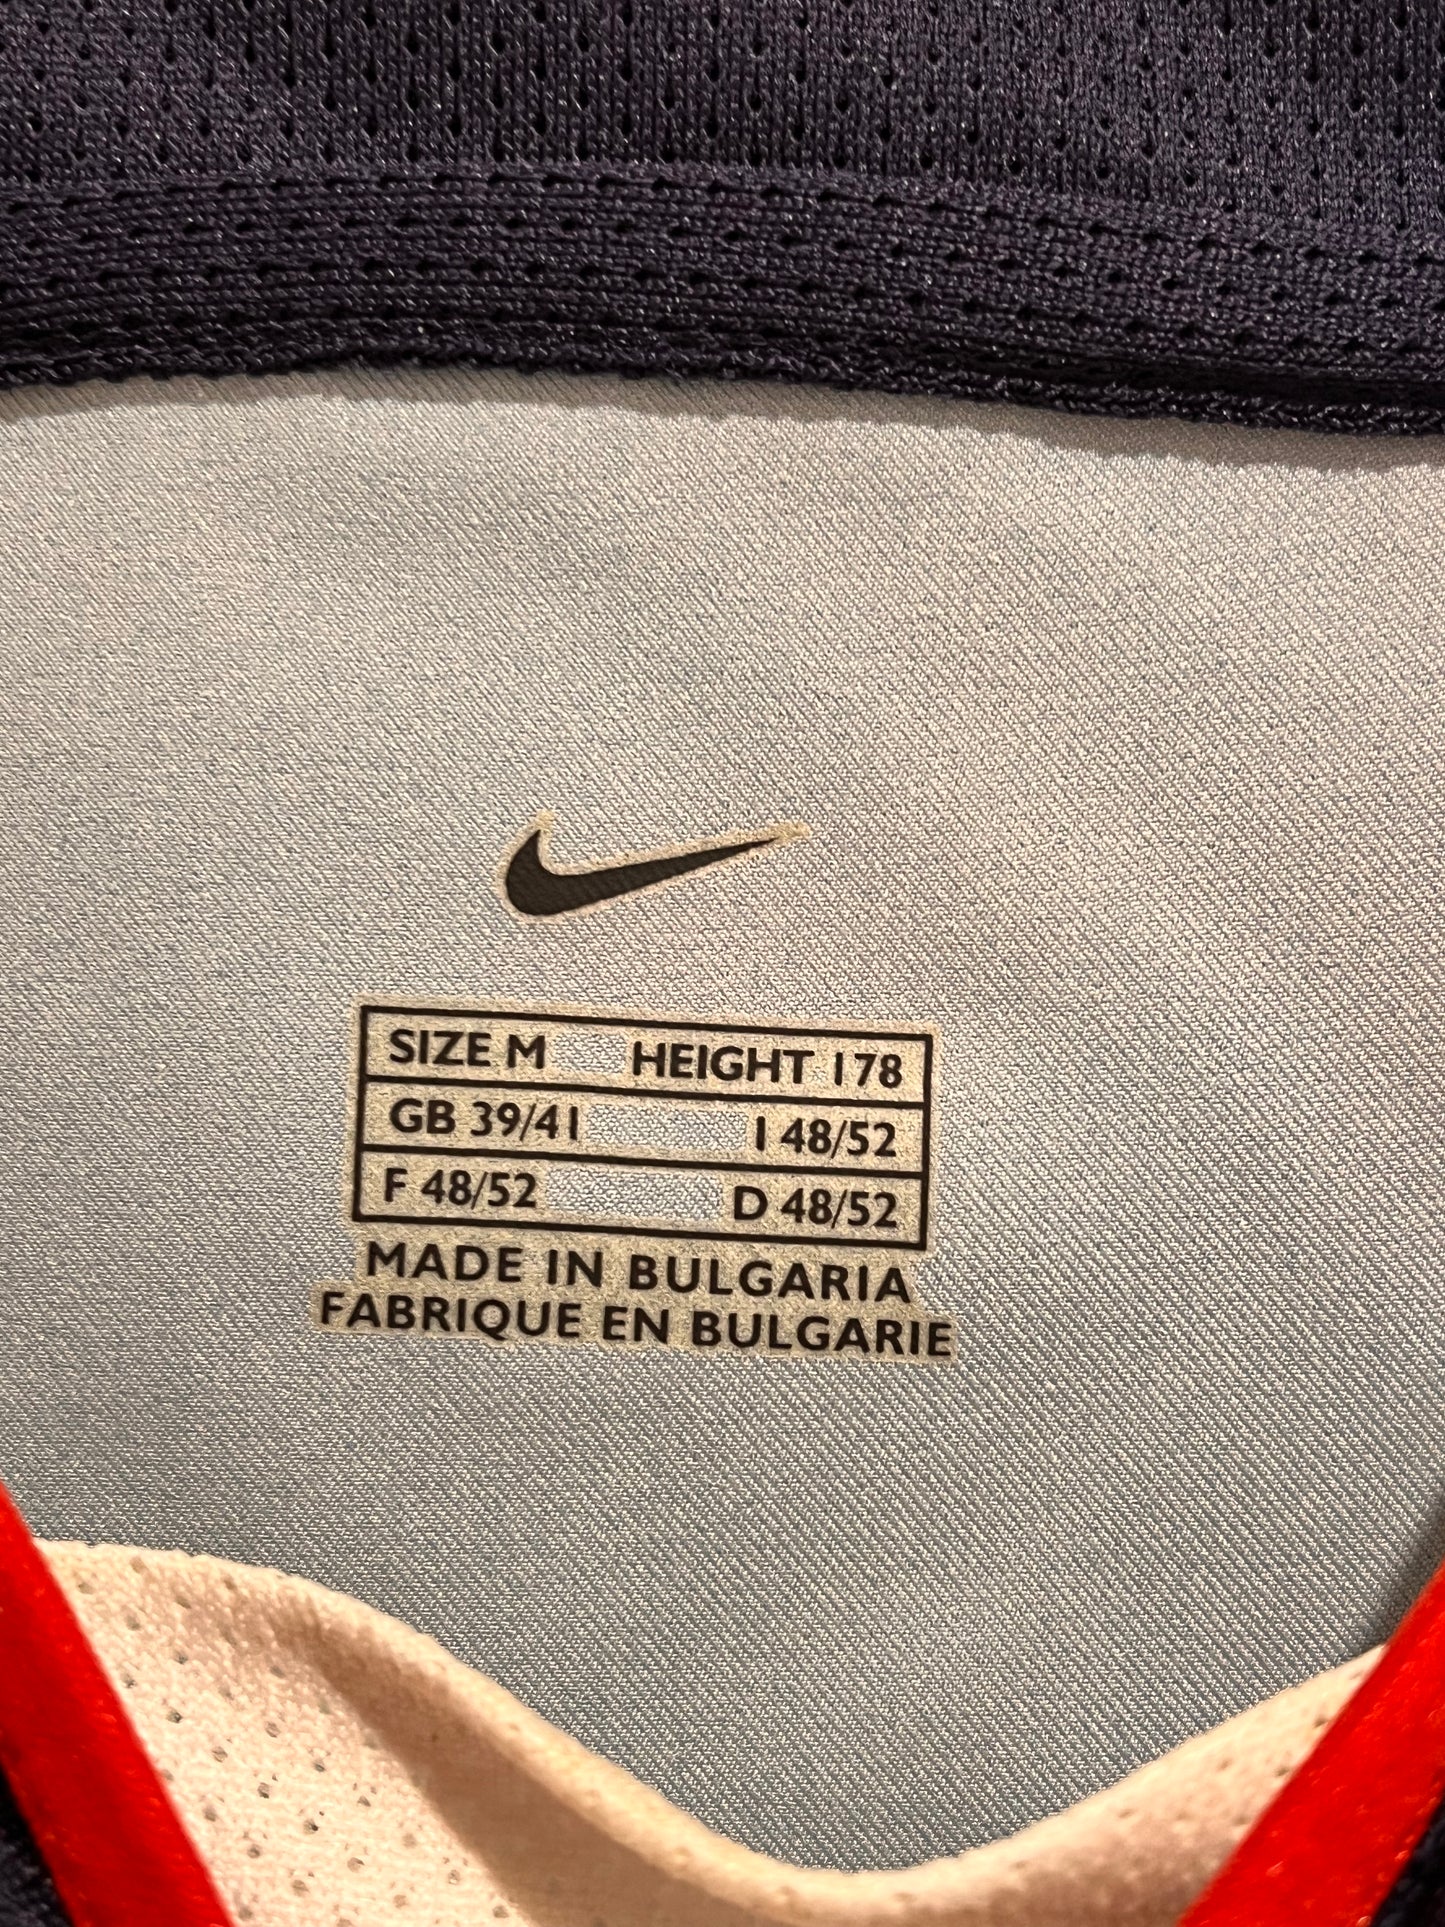 SIZE M HEIGHT 178
GB 39/41 I 48/52
F 48/52 D 48/52
MADE IN BULGARIA
FABRIQUE EN BULGARIE